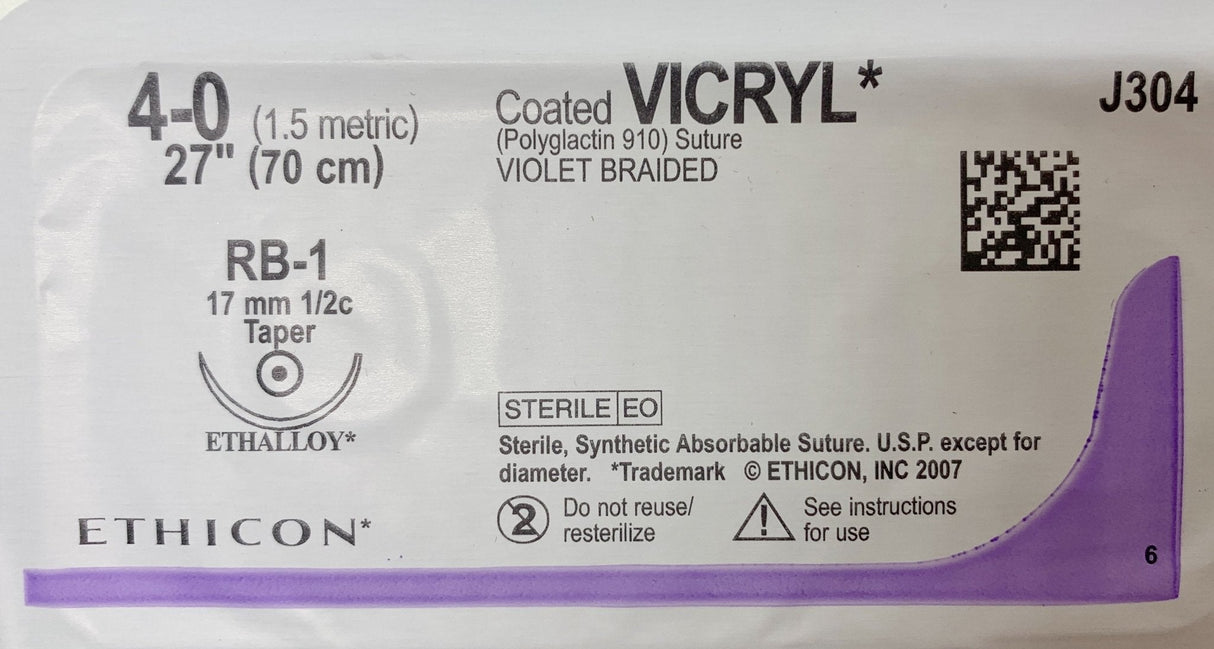 4-0 (1.5 metric)
27" (70 cm)
Coated VICRYL*
(Polyglactin 910) Suture
VIOLET BRAIDED
J304
RB-1
17 mm 1/2c
Taper
ETHALLOY*
ETHICON*
STERILE EO
Sterile, Synthetic Absorbable Suture. U.S.P. except for
diameter. *Trademark © ETHICON, INC 2007
2 Do not reuse/
resterilize
! See instructions
for use
6